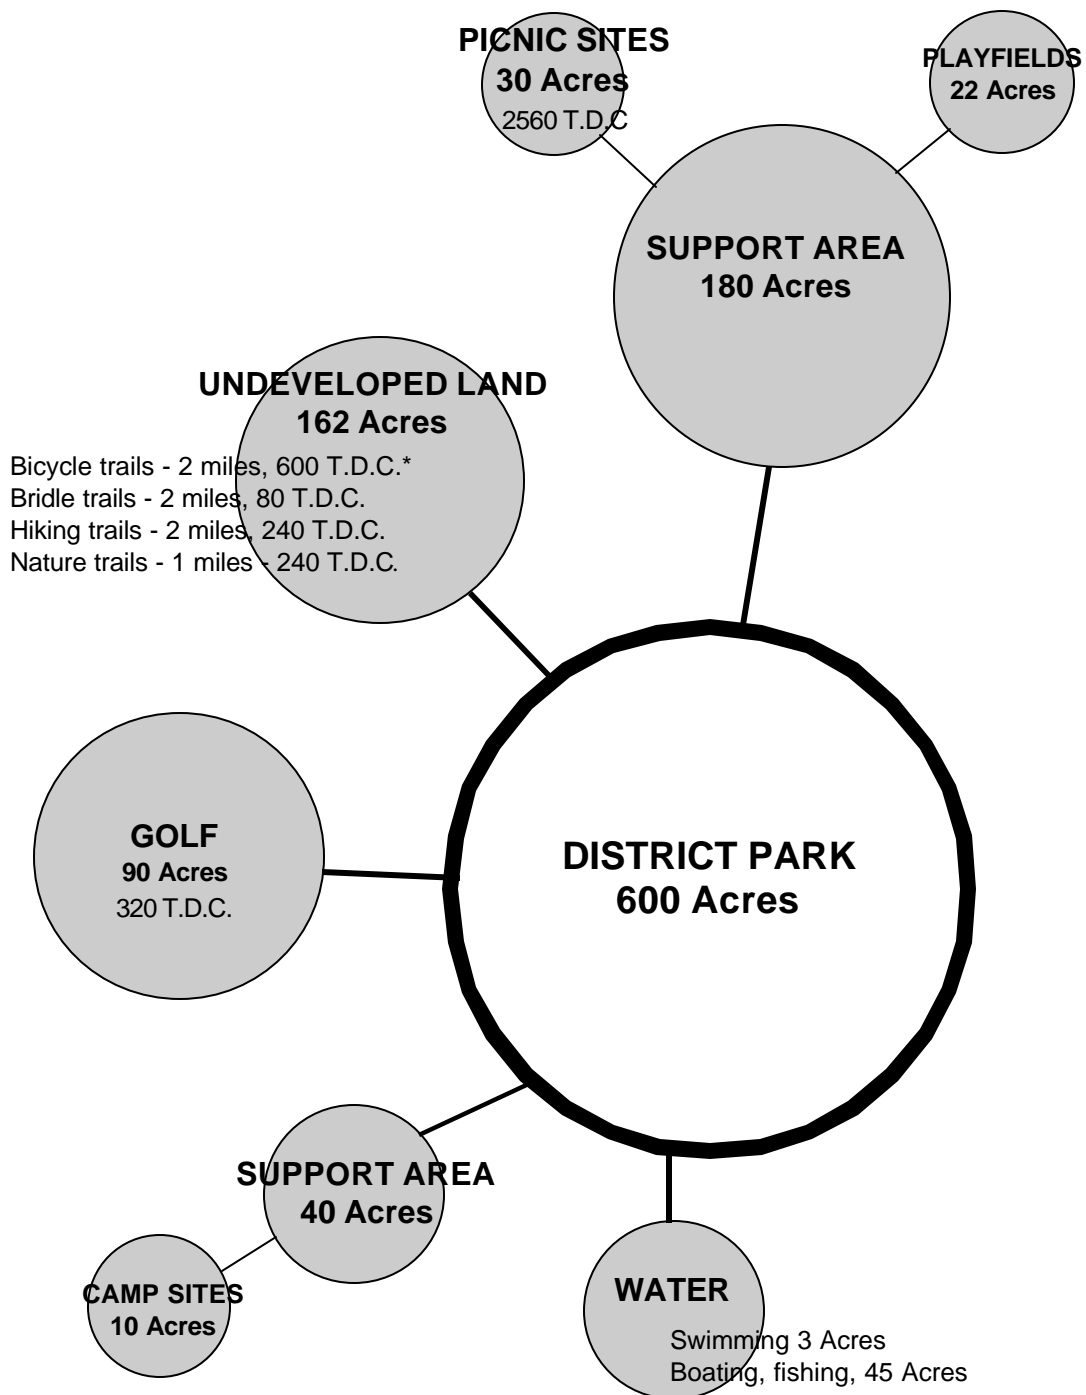 PICNIC SITES
30 Acres
2560 T.D.C
PLAYFIELDS
22 Acres
SUPPORT AREA
180 Acres
UNDEVELOPED LAND
162 Acres
Bicycle trails - 2 miles, 600 T.D.C.*
Bridle trails - 2 miles, 80 T.D.C.
Hiking trails - 2 miles, 240 T.D.C.
Nature trails - 1 miles - 240 T.D.C.
GOLF
90 Acres
320 T.D.C.
DISTRICT PARK
600 Acres
SUPPORT AREA
40 Acres
CAMP SITES
10 Acres
WATER
Swimming 3 Acres
Boating, fishing, 45 Acres